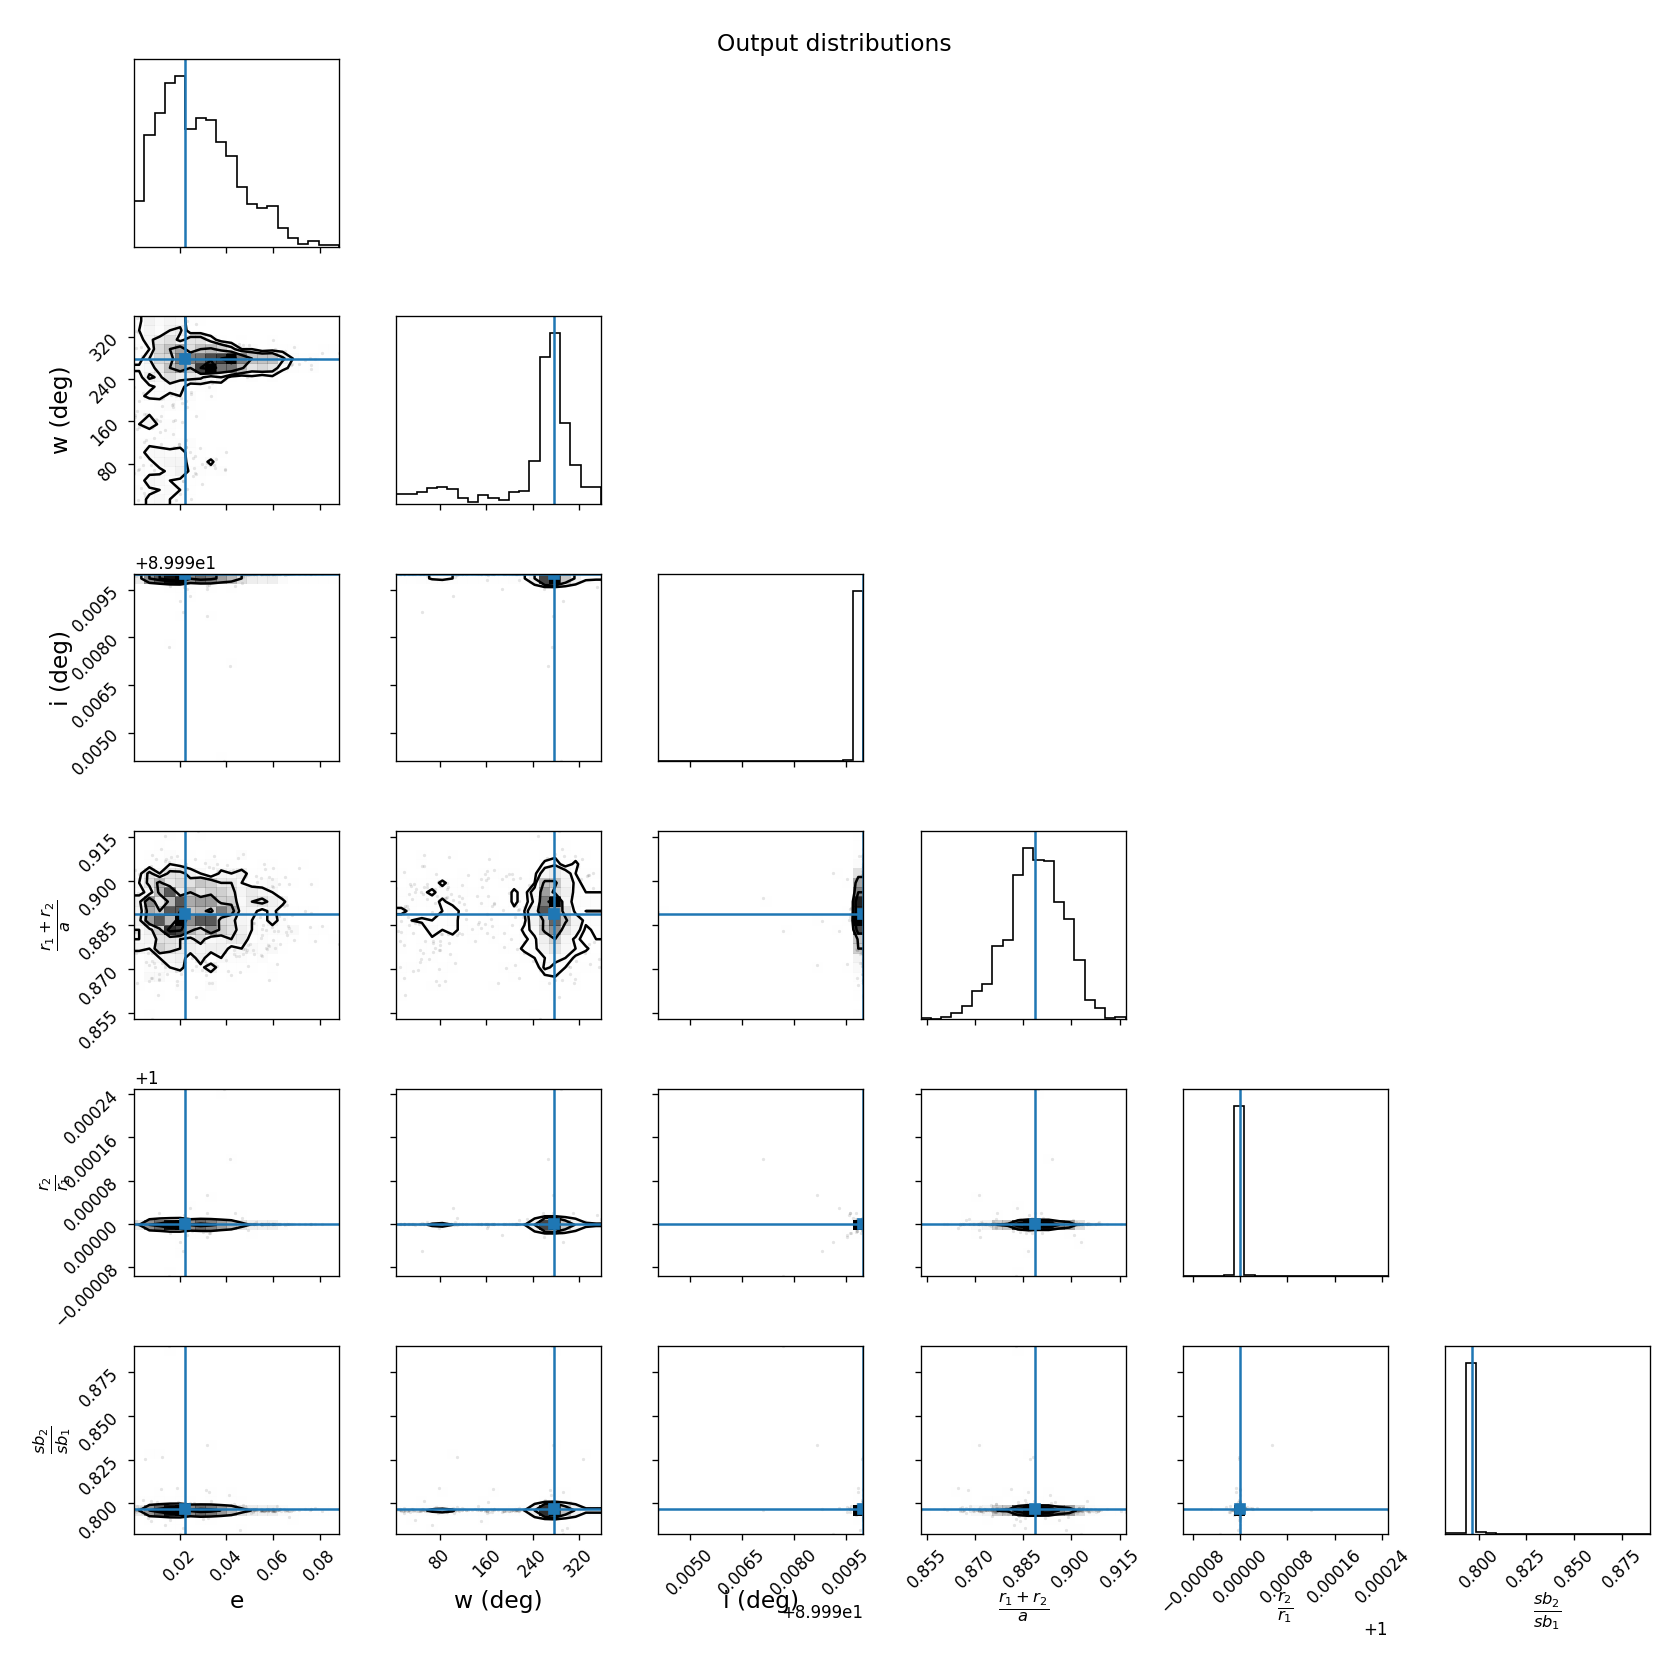 Output distributions
w (deg)
320
240
160
80
+8.999e1
i (deg)
0.0095
0.0080
0.0065
0.0050
r₁ + r₂
a
0.915
0.900
0.885
0.870
0.855
+1
r₂
r₁
0.00024
0.00016
0.00008
0.00000
−0.00008
sb₂
sb₁
0.875
0.850
0.825
0.800
0.02 0.04 0.06 0.08
80 160 240 320
0.0050 0.0065 0.0080 0.0095
0.855 0.870 0.885 0.900 0.915
−0.00008 0.00000 0.00008 0.00016 0.00024
0.800 0.825 0.850 0.875
e
w (deg)
i (deg)
+8.999e1
r₁ + r₂
a
r₂
r₁
+1
sb₂
sb₁